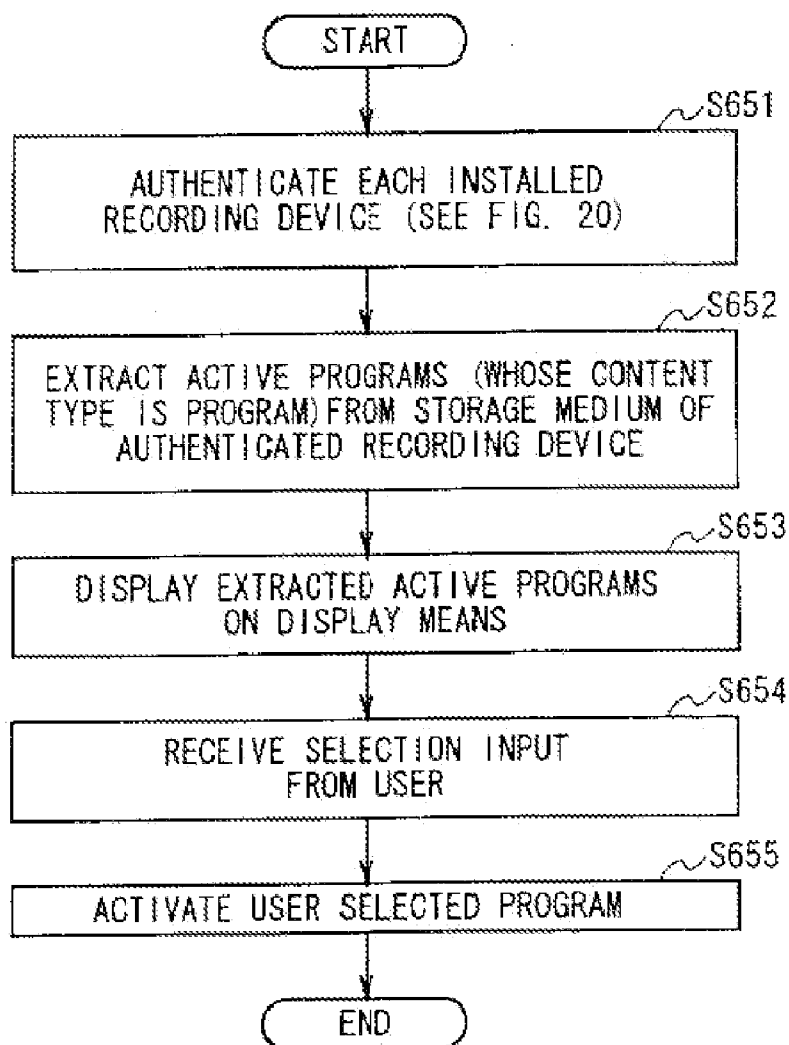 START
S651
AUTHENTICATE EACH INSTALLED
RECORDING DEVICE (SEE FIG. 20)
S652
EXTRACT ACTIVE PROGRAMS (WHOSE CONTENT
TYPE IS PROGRAM) FROM STORAGE MEDIUM OF
AUTHENTICATED RECORDING DEVICE
S653
DISPLAY EXTRACTED ACTIVE PROGRAMS
ON DISPLAY MEANS
S654
RECEIVE SELECTION INPUT
FROM USER
S655
ACTIVATE USER SELECTED PROGRAM
END